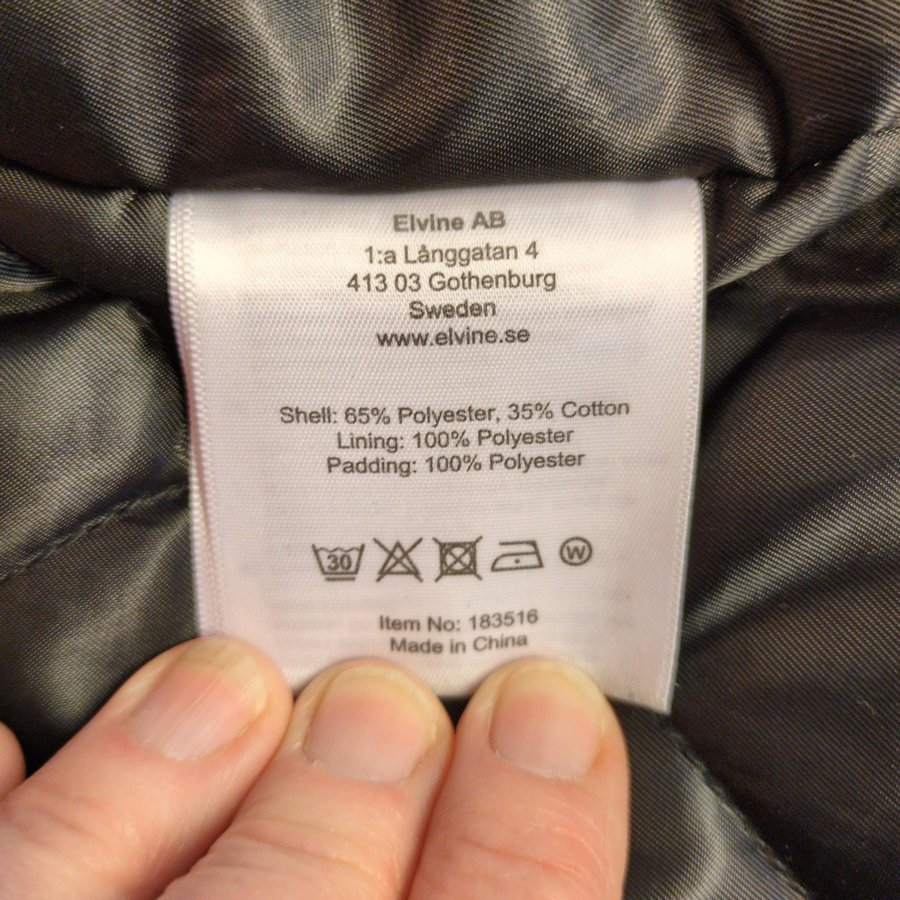 Elvine AB
1:a Långgatan 4
413 03 Gothenburg
Sweden
www.elvine.se
Shell: 65% Polyester, 35% Cotton
Lining: 100% Polyester
Padding: 100% Polyester
30 W
Item No: 183516
Made in China